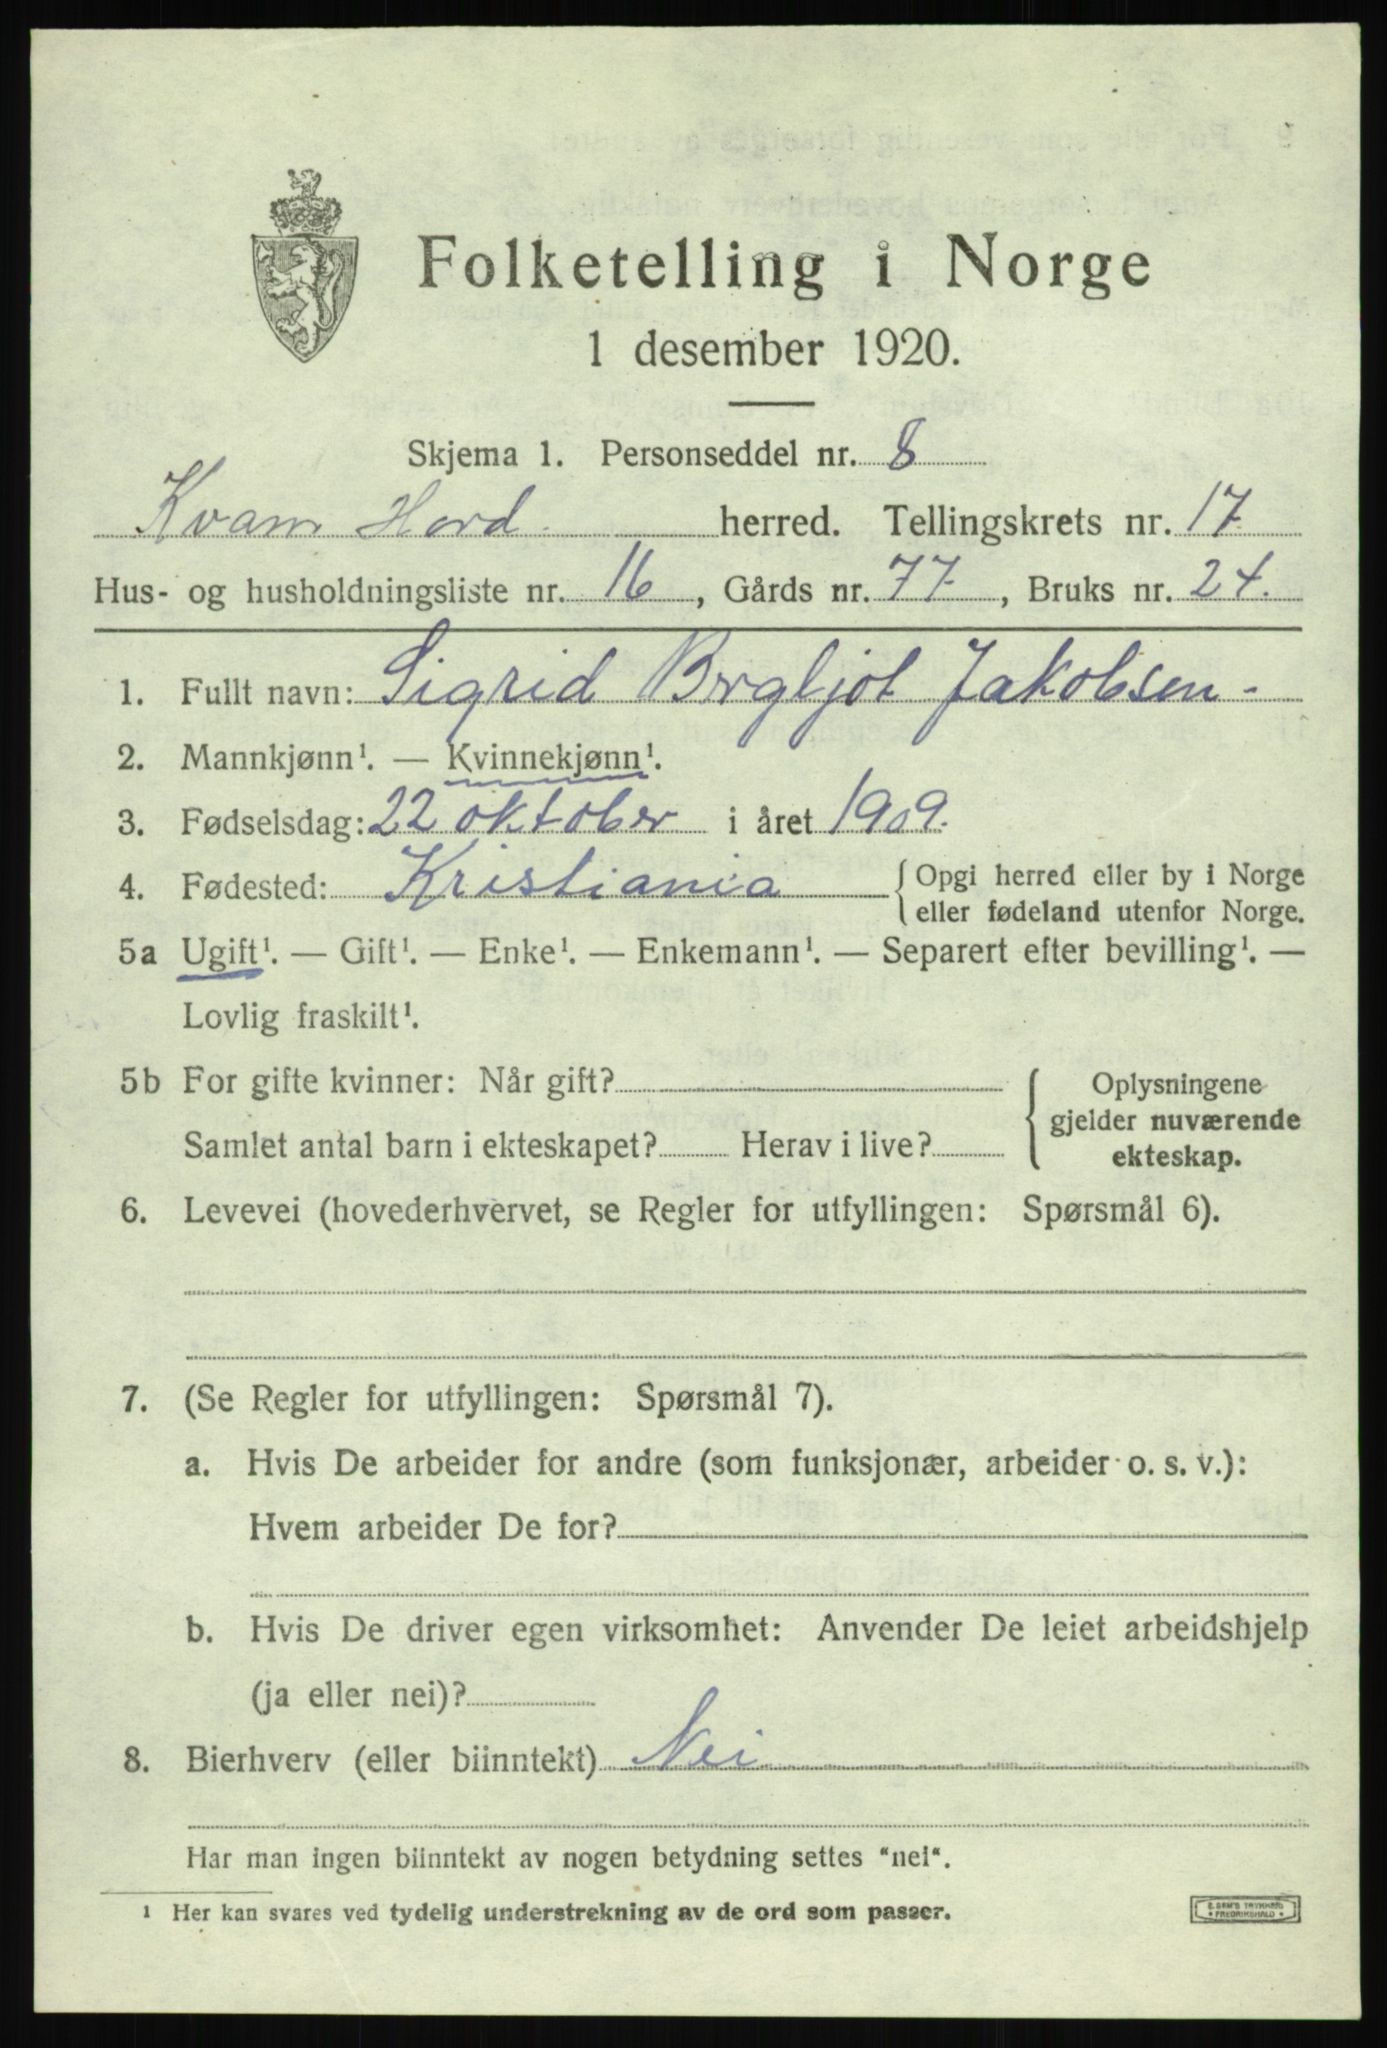 Folketelling i Norge
1 desember 1920.
Skjema 1. Personseddel nr. 8
Kvam Hord. herred. Tellingskrets nr. 17
Hus- og husholdningsliste nr. 16, Gårds nr. 77, Bruks nr. 24.
1. Fullt navn: Sigrid Bergljot Jakobsen.
2. Mannkjønn¹. — Kvinnekjønn¹.
3. Fødselsdag: 22 oktober i året 1909.
4. Fødested: Kristiania { Opgi herred eller by i Norge
eller fødeland utenfor Norge.
5a Ugift¹. — Gift¹. — Enke¹. — Enkemann¹. — Separert efter bevilling¹. —
Lovlig fraskilt¹.
5b For gifte kvinner: Når gift?
Samlet antal barn i ekteskapet? Herav i live?
Oplysningene
gjelder nuværende
ekteskap.
6. Levevei (hovederhvervet, se Regler for utfyllingen: Spørsmål 6).
7. (Se Regler for utfyllingen: Spørsmål 7).
a. Hvis De arbeider for andre (som funksjonær, arbeider o. s. v.):
Hvem arbeider De for?
b. Hvis De driver egen virksomhet: Anvender De leiet arbeidshjelp
(ja eller nei)?
8. Bierhverv (eller biinntekt) Nei
Har man ingen biinntekt av nogen betydning settes "nei".
¹ Her kan svares ved tydelig understrekning av de ord som passer.